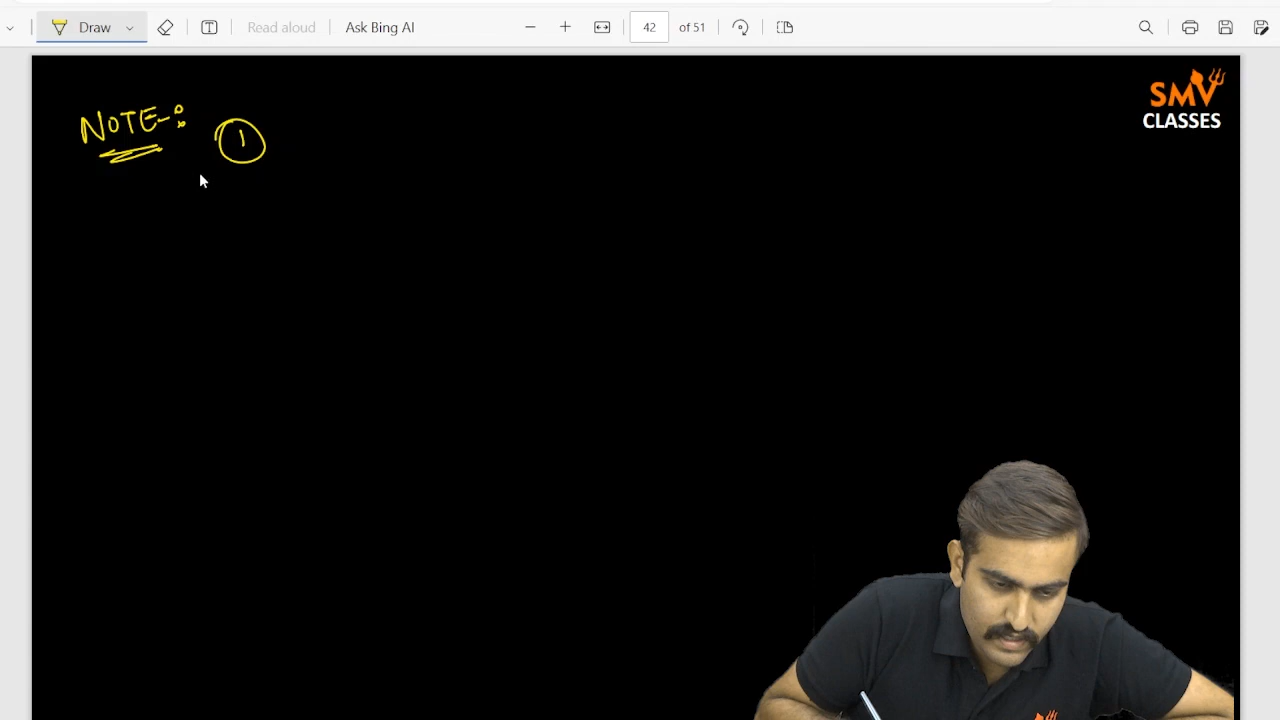 Draw
Read aloud
Ask Bing AI
42 of 51
SMV
CLASSES
NOTE-:
1